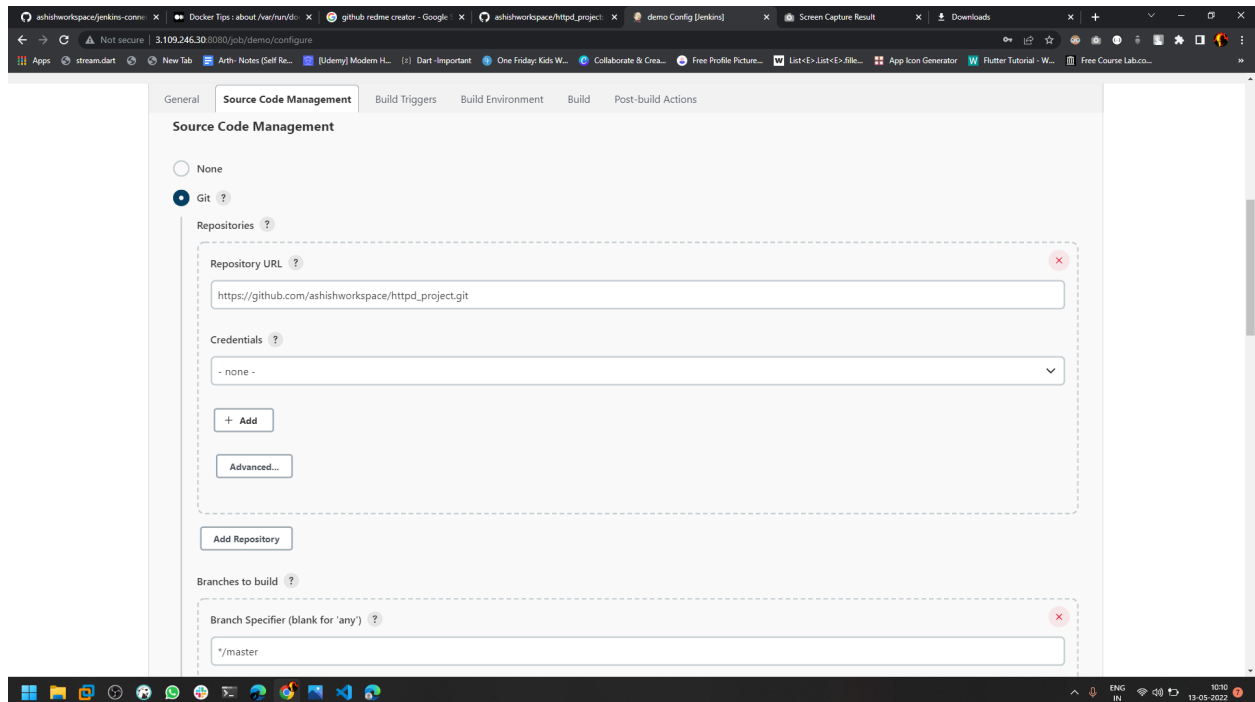 ashishworkspace/jenkins-conne
Docker Tips : about /var/run/do
github redme creator - Google S
ashishworkspace/httpd_project:
demo Config [Jenkins]
Screen Capture Result
Downloads
Not secure | 3.109.246.30:8080/job/demo/configure
Apps
stream.dart
New Tab
Arth- Notes (Self Re...
[Udemy] Modern H...
Dart -Important
One Friday: Kids W...
Collaborate & Crea...
Free Profile Picture...
List<E>.List<E>.fille...
App Icon Generator
Flutter Tutorial - W...
Free Course Lab.co...
General
Source Code Management
Build Triggers
Build Environment
Build
Post-build Actions
Source Code Management
None
Git ?
Repositories ?
Repository URL ?
https://github.com/ashishworkspace/httpd_project.git
Credentials ?
- none -
+ Add
Advanced...
Add Repository
Branches to build ?
Branch Specifier (blank for 'any') ?
*/master
ENG
IN
10:10
13-05-2022
7